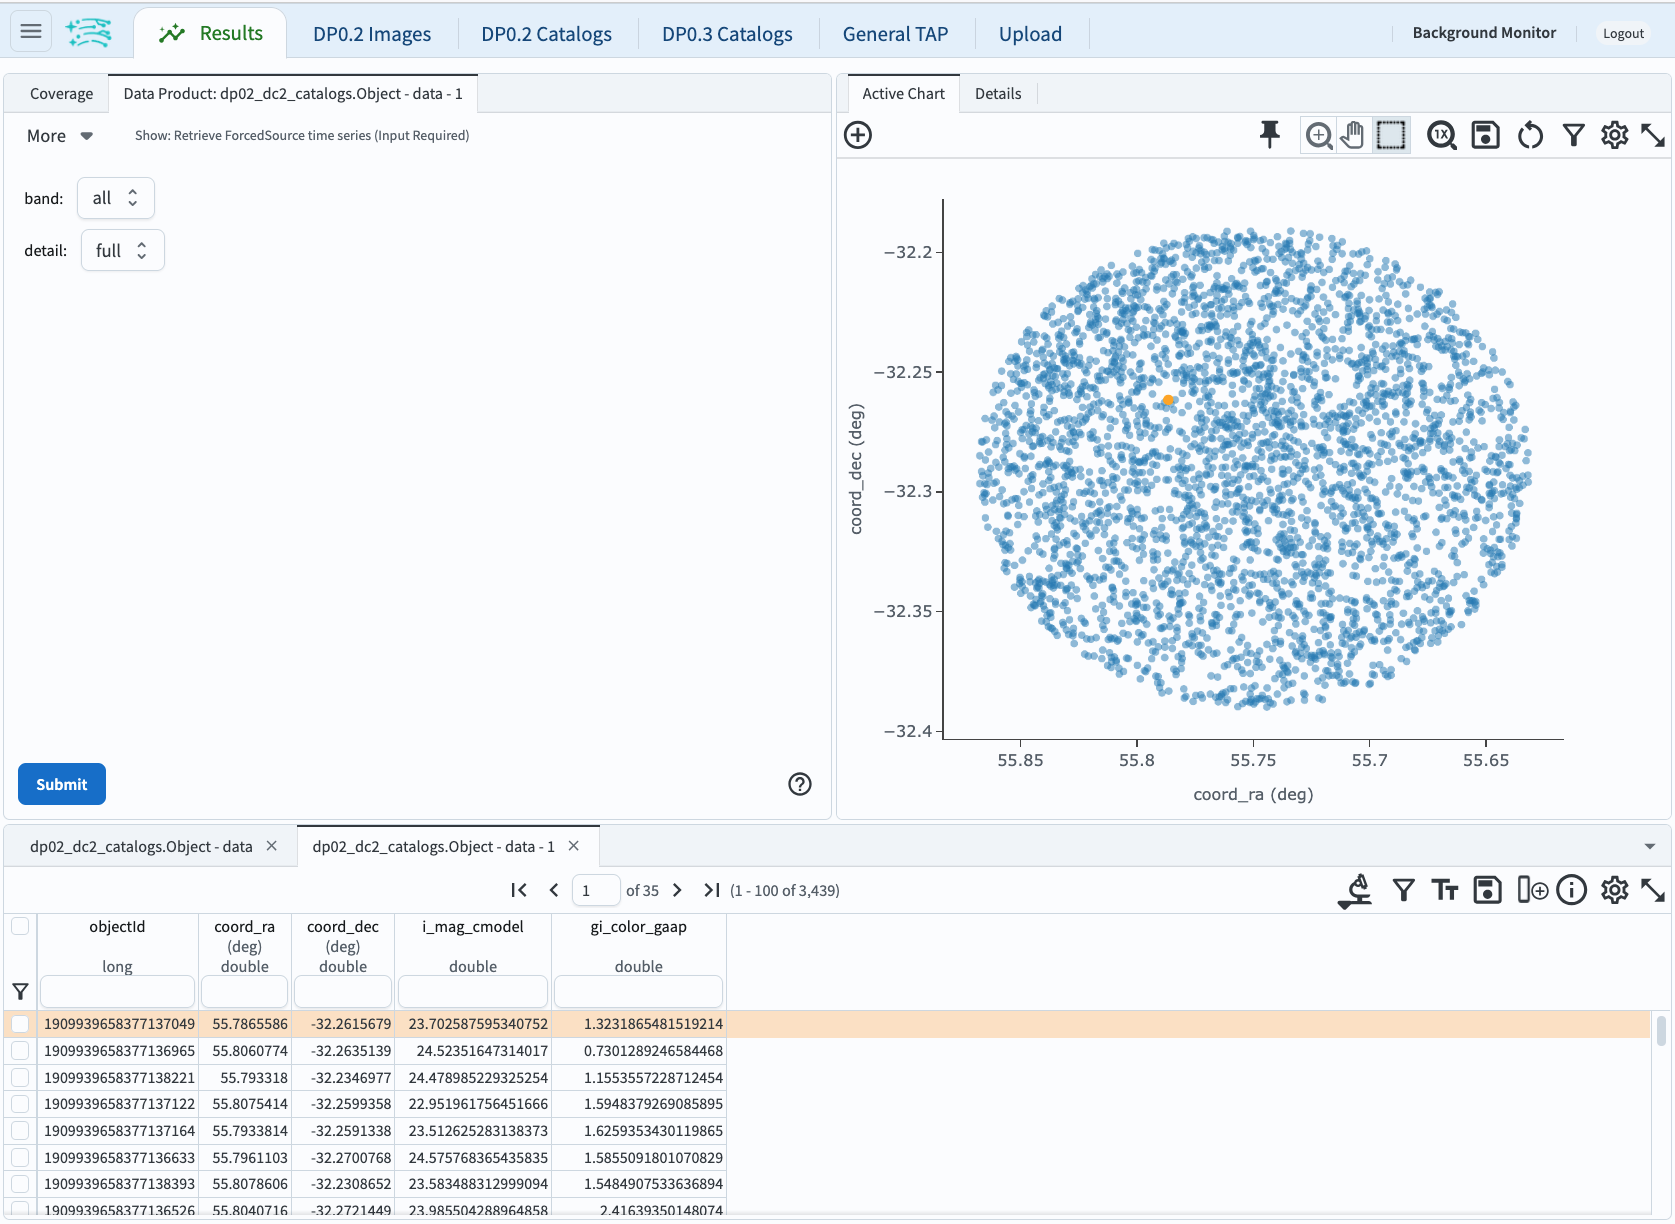 Results
DP0.2 Images
DP0.2 Catalogs
DP0.3 Catalogs
General TAP
Upload
Background Monitor
Logout
Coverage
Data Product: dp02_dc2_catalogs.Object - data - 1
More
Show: Retrieve ForcedSource time series (Input Required)
band: all
detail: full
Submit
Active Chart
Details
1X
−32.2
−32.25
−32.3
−32.35
−32.4
coord_dec (deg)
55.85 55.8 55.75 55.7 55.65
coord_ra (deg)
dp02_dc2_catalogs.Object - data
dp02_dc2_catalogs.Object - data - 1
1 of 35 (1 - 100 of 3,439)
objectId coord_ra coord_dec i_mag_cmodel gi_color_gaap
(deg) (deg)
long double double double double
1909939658377137049 55.7865586 -32.2615679 23.702587595340752 1.3231865481519214
1909939658377136965 55.8060774 -32.2635139 24.52351647314017 0.7301289246584468
1909939658377138221 55.793318 -32.2346977 24.478985229325254 1.1553557228712454
1909939658377137122 55.8075414 -32.2599358 22.951961756451666 1.5948379269085895
1909939658377137164 55.7933814 -32.2591338 23.512625283138373 1.6259353430119865
1909939658377136633 55.7961103 -32.2700768 24.575768365435835 1.5855091801070829
1909939658377138393 55.8078606 -32.2308652 23.583488312999094 1.5484907533636894
1909939658377136526 55.8040716 -32.2721449 23.985504288964858 2.41639350148074